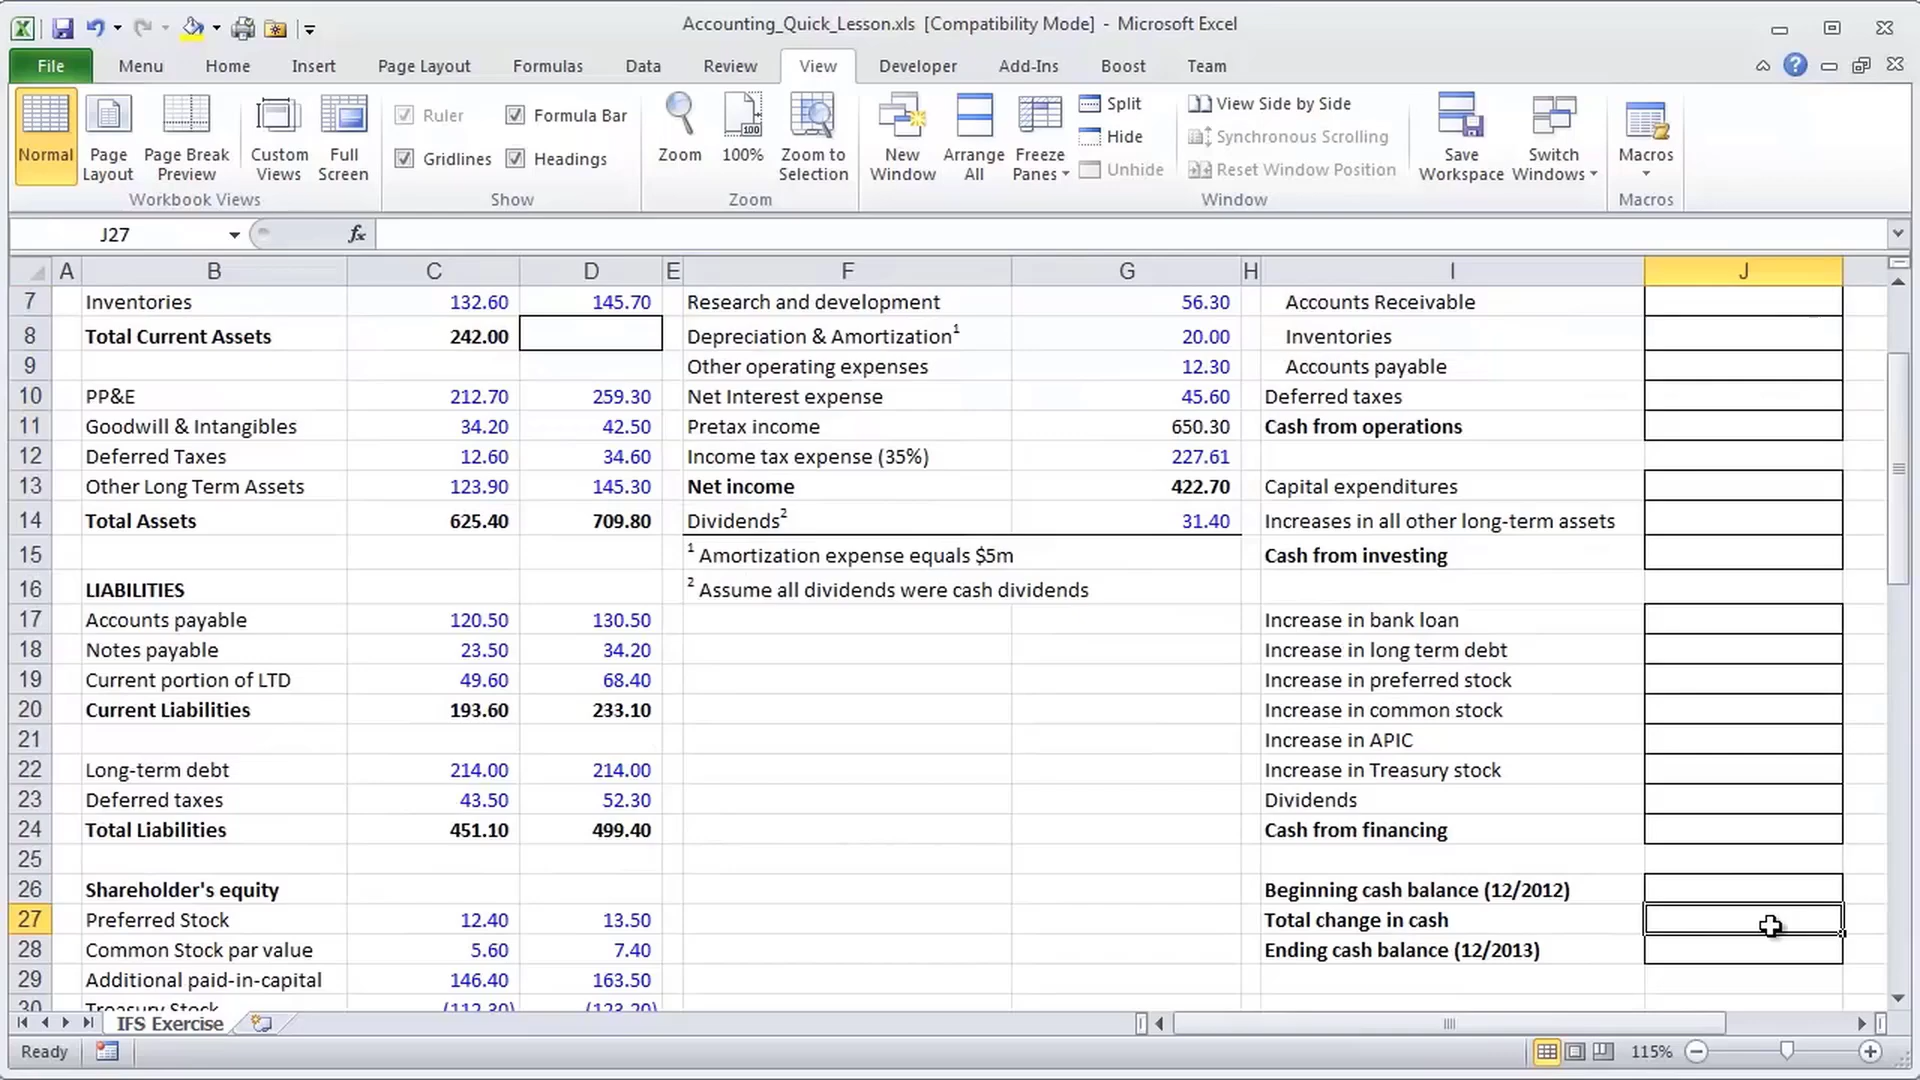 Accounting_Quick_Lesson.xls [Compatibility Mode] - Microsoft Excel
File Menu Home Insert Page Layout Formulas Data Review View Developer Add-Ins Boost Team
Normal Page Layout Page Break Preview Custom Views Full Screen
Workbook Views
Ruler Formula Bar
Gridlines Headings
Show
Zoom 100% Zoom to Selection
Zoom
New Window Arrange All Freeze Panes
Split
Hide
Unhide
View Side by Side
Synchronous Scrolling
Reset Window Position
Save Workspace Switch Windows
Window
Macros
Macros
J27 fx
A B C D E F G H I J
7 Inventories 132.60 145.70 Research and development 56.30 Accounts Receivable
8 Total Current Assets 242.00 Depreciation & Amortization1 20.00 Inventories
9 Other operating expenses 12.30 Accounts payable
10 PP&E 212.70 259.30 Net Interest expense 45.60 Deferred taxes
11 Goodwill & Intangibles 34.20 42.50 Pretax income 650.30 Cash from operations
12 Deferred Taxes 12.60 34.60 Income tax expense (35%) 227.61
13 Other Long Term Assets 123.90 145.30 Net income 422.70 Capital expenditures
14 Total Assets 625.40 709.80 Dividends2 31.40 Increases in all other long-term assets
15 1 Amortization expense equals $5m Cash from investing
16 LIABILITIES 2 Assume all dividends were cash dividends
17 Accounts payable 120.50 130.50 Increase in bank loan
18 Notes payable 23.50 34.20 Increase in long term debt
19 Current portion of LTD 49.60 68.40 Increase in preferred stock
20 Current Liabilities 193.60 233.10 Increase in common stock
21 Increase in APIC
22 Long-term debt 214.00 214.00 Increase in Treasury stock
23 Deferred taxes 43.50 52.30 Dividends
24 Total Liabilities 451.10 499.40 Cash from financing
25
26 Shareholder's equity Beginning cash balance (12/2012)
27 Preferred Stock 12.40 13.50 Total change in cash
28 Common Stock par value 5.60 7.40 Ending cash balance (12/2013)
29 Additional paid-in-capital 146.40 163.50
30 Treasury Stock (112.30) (123.20)
IFS Exercise
Ready 115%